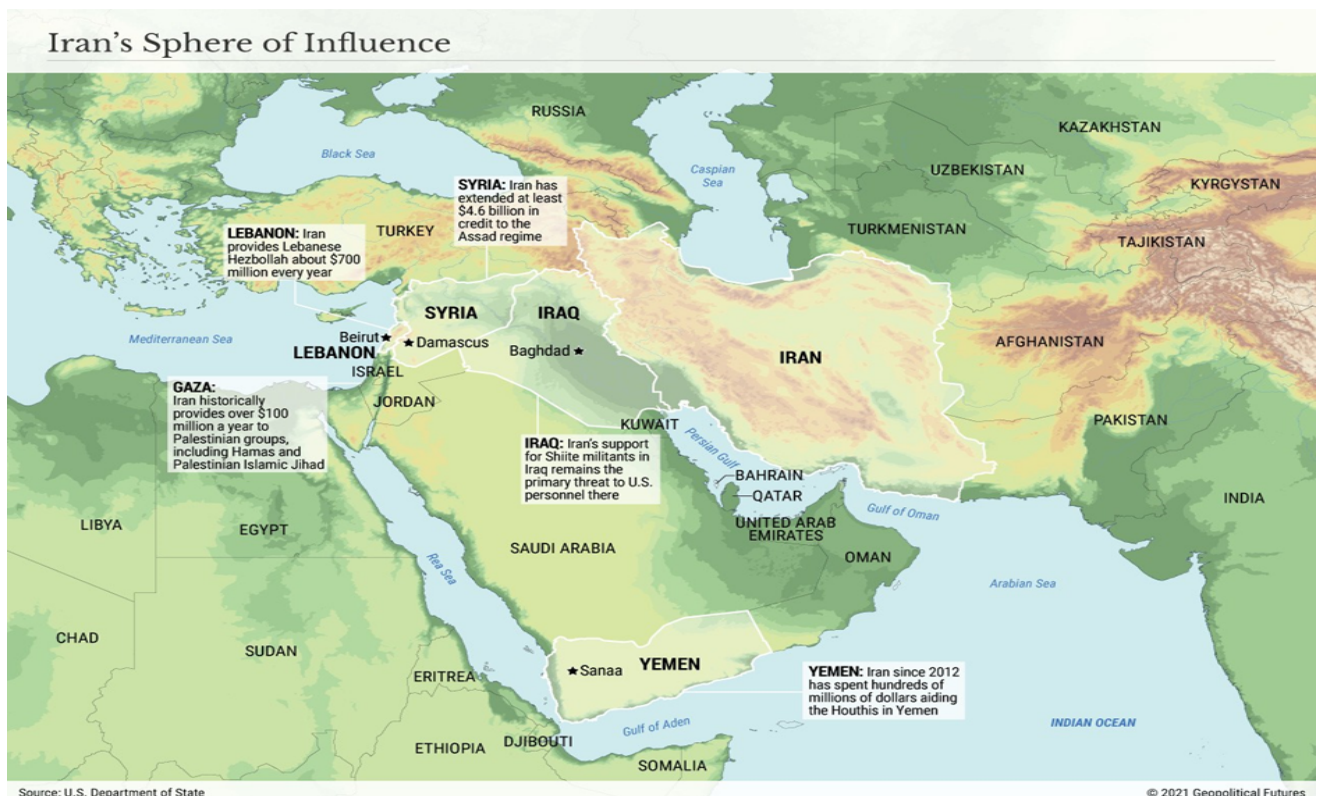 Iran's Sphere of Influence
RUSSIA
KAZAKHSTAN
Black Sea
Caspian
Sea
UZBEKISTAN
KYRGYSTAN
SYRIA: Iran has
extended at least
$4.6 billion in
credit to the
Assad regime
TURKEY
LEBANON: Iran
provides Lebanese
Hezbollah about $700
million every year
TURKMENISTAN
TAJIKISTAN
SYRIA
IRAQ
Mediterranean Sea
Beirut
Damascus
Baghdad
LEBANON
IRAN
AFGHANISTAN
ISRAEL
GAZA:
Iran historically
provides over $100
million a year to
Palestinian groups,
including Hamas and
Palestinian Islamic Jihad
JORDAN
KUWAIT
PAKISTAN
IRAQ: Iran's support
for Shiite militants in
Iraq remains the
primary threat to U.S.
personnel there
Persian Gulf
BAHRAIN
QATAR
INDIA
LIBYA
EGYPT
UNITED ARAB
EMIRATES
Gulf of Oman
SAUDI ARABIA
OMAN
Rea Sea
Arabian Sea
CHAD
SUDAN
ERITREA
Sanaa
YEMEN
YEMEN: Iran since 2012
has spent hundreds of
millions of dollars aiding
the Houthis in Yemen
Gulf of Aden
INDIAN OCEAN
ETHIOPIA
DJIBOUTI
SOMALIA
Source: U.S. Department of State
© 2021 Geopolitical Futures